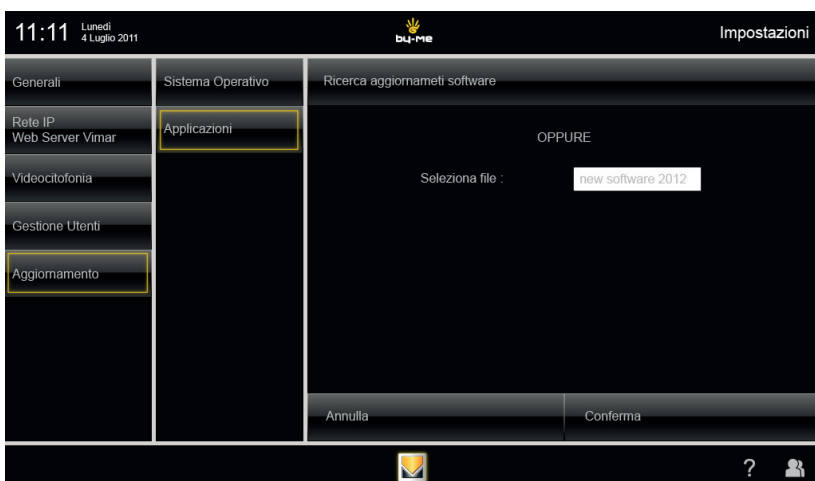 11:11
Lunedì
4 Luglio 2011
by-me
Impostazioni
Generali
Rete IP
Web Server Vimar
Videocitofonia
Gestione Utenti
Aggiornamento
Sistema Operativo
Applicazioni
Ricerca aggiornameti software
OPPURE
Seleziona file :
new software 2012
Annulla
Conferma
?